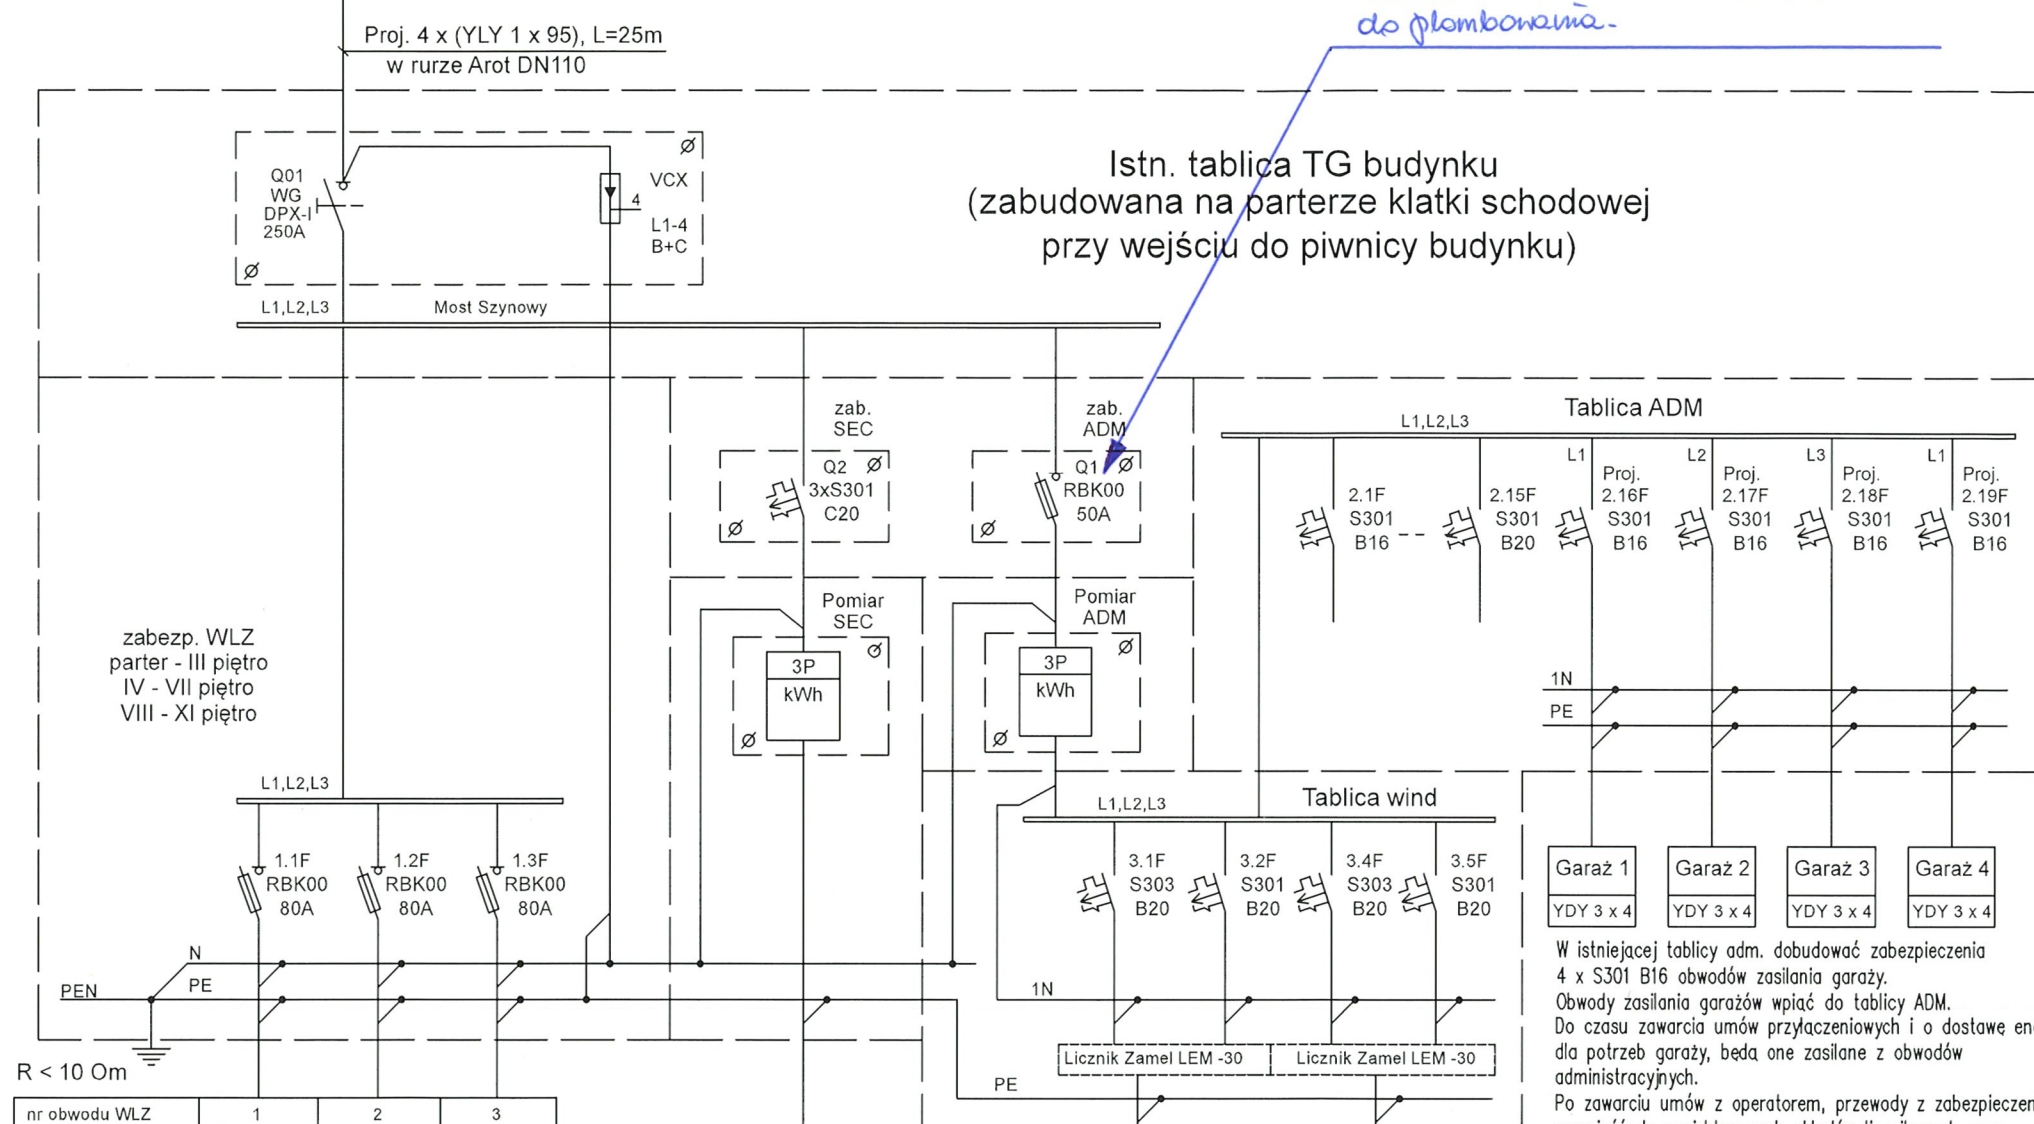 do plombowania-
Proj. 4 x (YLY 1 x 95), L=25m
w rurze Arot DN110
Istn. tablica TG budynku
(zabudowana na parterze klatki schodowej
przy wejściu do piwnicy budynku)
Q01
WG
DPX-I
250A
VCX
4
L1-4
B+C
L1,L2,L3
Most Szynowy
zab.
SEC
Q2
3xS301
C20
zab.
ADM
Q1
RBK00
50A
Tablica ADM
L1,L2,L3
2.1F
S301
B16
2.15F
S301
B20
L1
Proj.
2.16F
S301
B16
L2
Proj.
2.17F
S301
B16
L3
Proj.
2.18F
S301
B16
L1
Proj.
2.19F
S301
B16
zabezp. WLZ
parter - III piętro
IV - VII piętro
VIII - XI piętro
Pomiar
SEC
3P
kWh
Pomiar
ADM
3P
kWh
1N
PE
L1,L2,L3
1.1F
RBK00
80A
1.2F
RBK00
80A
1.3F
RBK00
80A
Tablica wind
L1,L2,L3
3.1F
S303
B20
3.2F
S301
B20
3.4F
S303
B20
3.5F
S301
B20
Garaż 1
YDY 3 x 4
Garaż 2
YDY 3 x 4
Garaż 3
YDY 3 x 4
Garaż 4
YDY 3 x 4
N
PE
PEN
1N
R < 10 Om
Licznik Zamel LEM -30
Licznik Zamel LEM -30
PE
W istniejącej tablicy adm. dobudować zabezpieczenia
4 x S301 B16 obwodów zasilania garaży.
Obwody zasilania garażów wpiąć do tablicy ADM.
Do czasu zawarcia umów przyłączeniowych i o dostawę en
dla potrzeb garaży, będą one zasilane z obwodów
administracyjnych.
Po zawarciu umów z operatorem, przewody z zabezpieczen
nr obwodu WLZ
1
2
3